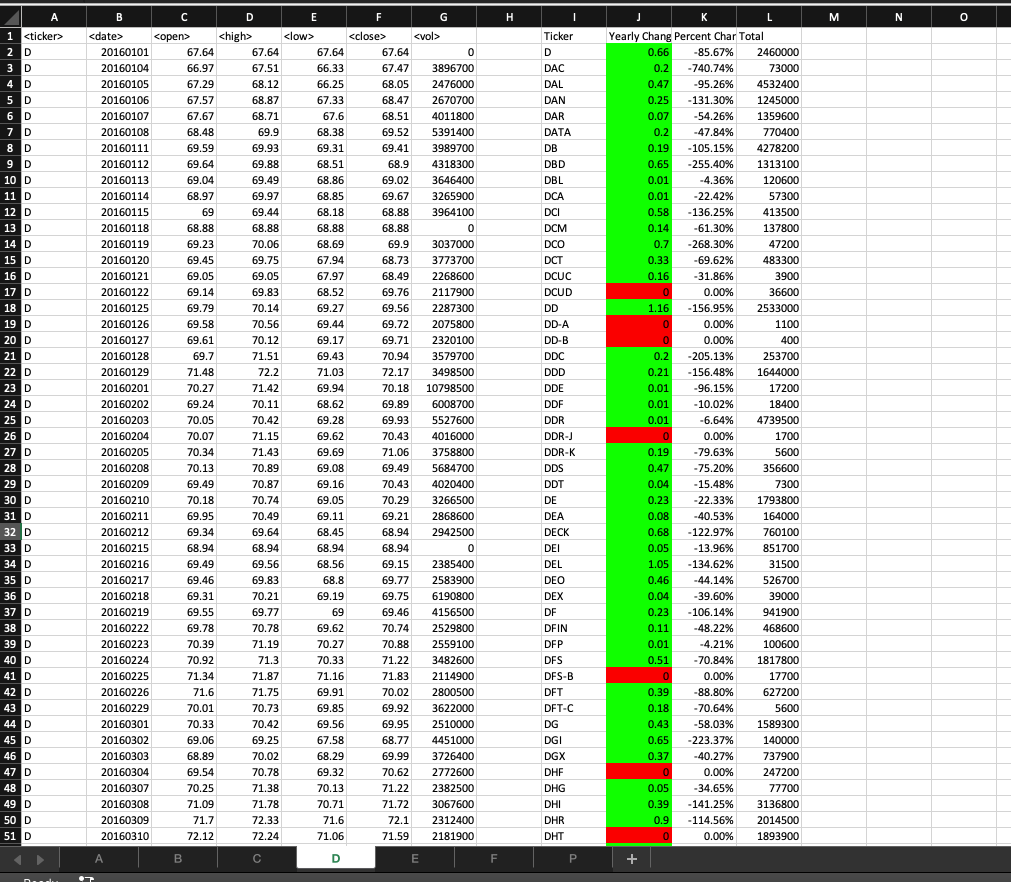 A B C D E F G H I J K L M N O
1 <ticker> <date> <open> <high> <low> <close> <vol> Ticker Yearly Chang Percent Char Total
2 D 20160101 67.64 67.64 67.64 67.64 0 D 0.66 -85.67% 2460000
3 D 20160104 66.97 67.51 66.33 67.47 3896700 DAC 0.2 -740.74% 73000
4 D 20160105 67.29 68.12 66.25 68.05 2476000 DAL 0.47 -95.26% 4532400
5 D 20160106 67.57 68.87 67.33 68.47 2670700 DAN 0.25 -131.30% 1245000
6 D 20160107 67.67 68.71 67.6 68.51 4011800 DAR 0.07 -54.26% 1359600
7 D 20160108 68.48 69.9 68.38 69.52 5391400 DATA 0.2 -47.84% 770400
8 D 20160111 69.59 69.93 69.31 69.41 3989700 DB 0.19 -105.15% 4278200
9 D 20160112 69.64 69.88 68.51 68.9 4318300 DBD 0.65 -255.40% 1313100
10 D 20160113 69.04 69.49 68.86 69.02 3646400 DBL 0.01 -4.36% 120600
11 D 20160114 68.97 69.97 68.85 69.67 3265900 DCA 0.01 -22.42% 57300
12 D 20160115 69 69.44 68.18 68.88 3964100 DCI 0.58 -136.25% 413500
13 D 20160118 68.88 68.88 68.88 68.88 0 DCM 0.14 -61.30% 137800
14 D 20160119 69.23 70.06 68.69 69.9 3037000 DCO 0.7 -268.30% 47200
15 D 20160120 69.45 69.75 67.94 68.73 3773700 DCT 0.33 -69.62% 483300
16 D 20160121 69.05 69.05 67.97 68.49 2268600 DCUC 0.16 -31.86% 3900
17 D 20160122 69.14 69.83 68.52 69.76 2117900 DCUD 0 0.00% 36600
18 D 20160125 69.79 70.14 69.27 69.56 2287300 DD 1.16 -156.95% 2533000
19 D 20160126 69.58 70.56 69.44 69.72 2075800 DD-A 0 0.00% 1100
20 D 20160127 69.61 70.12 69.17 69.71 2320100 DD-B 0 0.00% 400
21 D 20160128 69.7 71.51 69.43 70.94 3579700 DDC 0.2 -205.13% 253700
22 D 20160129 71.48 72.2 71.03 72.17 3498500 DDD 0.21 -156.48% 1644000
23 D 20160201 70.27 71.42 69.94 70.18 10798500 DDE 0.01 -96.15% 17200
24 D 20160202 69.24 70.11 68.62 69.89 6008700 DDF 0.01 -10.02% 18400
25 D 20160203 70.05 70.42 69.28 69.93 5527600 DDR 0.01 -6.64% 4739500
26 D 20160204 70.07 71.15 69.62 70.43 4016000 DDR-J 0 0.00% 1700
27 D 20160205 70.34 71.43 69.69 71.06 3758800 DDR-K 0.19 -79.63% 5600
28 D 20160208 70.13 70.89 69.08 69.49 5684700 DDS 0.47 -75.20% 356600
29 D 20160209 69.49 70.87 69.16 70.43 4020400 DDT 0.04 -15.48% 7300
30 D 20160210 70.18 70.74 69.05 70.29 3266500 DE 0.23 -22.33% 1793800
31 D 20160211 69.95 70.49 69.11 69.21 2868600 DEA 0.08 -40.53% 164000
32 D 20160212 69.34 69.64 68.45 68.94 2942500 DECK 0.68 -122.97% 760100
33 D 20160215 68.94 68.94 68.94 68.94 0 DEI 0.05 -13.96% 851700
34 D 20160216 69.49 69.56 68.56 69.15 2385400 DEL 1.05 -134.62% 31500
35 D 20160217 69.46 69.83 68.8 69.77 2583900 DEO 0.46 -44.14% 526700
36 D 20160218 69.31 70.21 69.19 69.75 6190800 DEX 0.04 -39.60% 39000
37 D 20160219 69.55 69.77 69 69.46 4156500 DF 0.23 -106.14% 941900
38 D 20160222 69.78 70.78 69.62 70.74 2529800 DFIN 0.11 -48.22% 468600
39 D 20160223 70.39 71.19 70.27 70.88 2559100 DFP 0.01 -4.21% 100600
40 D 20160224 70.92 71.3 70.33 71.22 3482600 DFS 0.51 -70.84% 1817800
41 D 20160225 71.34 71.87 71.16 71.83 2114900 DFS-B 0 0.00% 17700
42 D 20160226 71.6 71.75 69.91 70.02 2800500 DFT 0.39 -88.80% 627200
43 D 20160229 70.01 70.73 69.85 69.92 3622000 DFT-C 0.18 -70.64% 5600
44 D 20160301 70.33 70.42 69.56 69.95 2510000 DG 0.43 -58.03% 1589300
45 D 20160302 69.06 69.25 67.58 68.77 4451000 DGI 0.65 -223.37% 140000
46 D 20160303 68.89 70.02 68.29 69.99 3726400 DGX 0.37 -40.27% 737900
47 D 20160304 69.54 70.78 69.32 70.62 2772600 DHF 0 0.00% 247200
48 D 20160307 70.25 71.38 70.13 71.22 2382500 DHG 0.05 -34.65% 77700
49 D 20160308 71.09 71.78 70.71 71.72 3067600 DHI 0.39 -141.25% 3136800
50 D 20160309 71.7 72.33 71.6 72.1 2312400 DHR 0.9 -114.56% 2014500
51 D 20160310 72.12 72.24 71.06 71.59 2181900 DHT 0 0.00% 1893900
A B C D E F P +